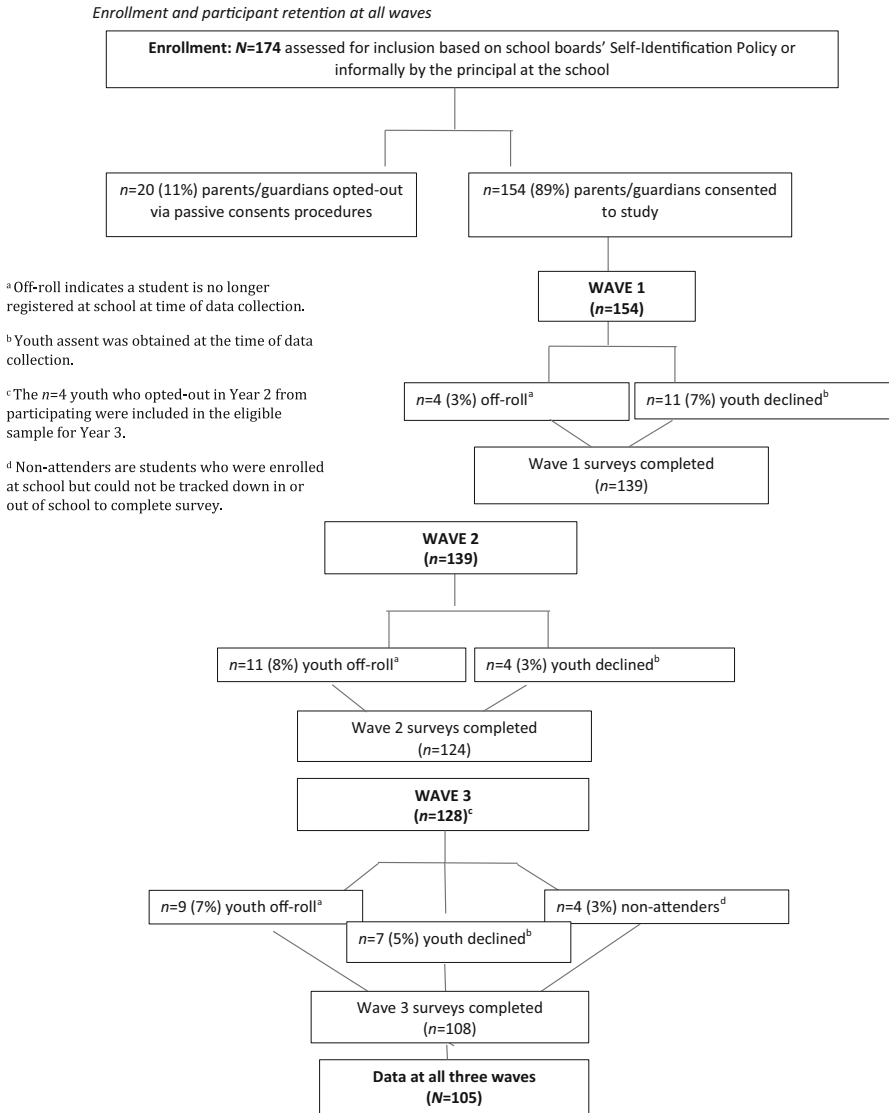 Enrollment and participant retention at all waves
Enrollment: N=174 assessed for inclusion based on school boards’ Self-Identification Policy or
informally by the principal at the school
n=20 (11%) parents/guardians opted-out
via passive consents procedures
n=154 (89%) parents/guardians consented
to study
a Off-roll indicates a student is no longer
registered at school at time of data collection.
b Youth assent was obtained at the time of data
collection.
c The n=4 youth who opted-out in Year 2 from
participating were included in the eligible
sample for Year 3.
d Non-attenders are students who were enrolled
at school but could not be tracked down in or
out of school to complete survey.
WAVE 1
(n=154)
n=4 (3%) off-roll a
n=11 (7%) youth declined b
Wave 1 surveys completed
(n=139)
WAVE 2
(n=139)
n=11 (8%) youth off-roll a
n=4 (3%) youth declined b
Wave 2 surveys completed
(n=124)
WAVE 3
(n=128) c
n=9 (7%) youth off-roll a
n=4 (3%) non-attenders d
n=7 (5%) youth declined b
Wave 3 surveys completed
(n=108)
Data at all three waves
(N=105)